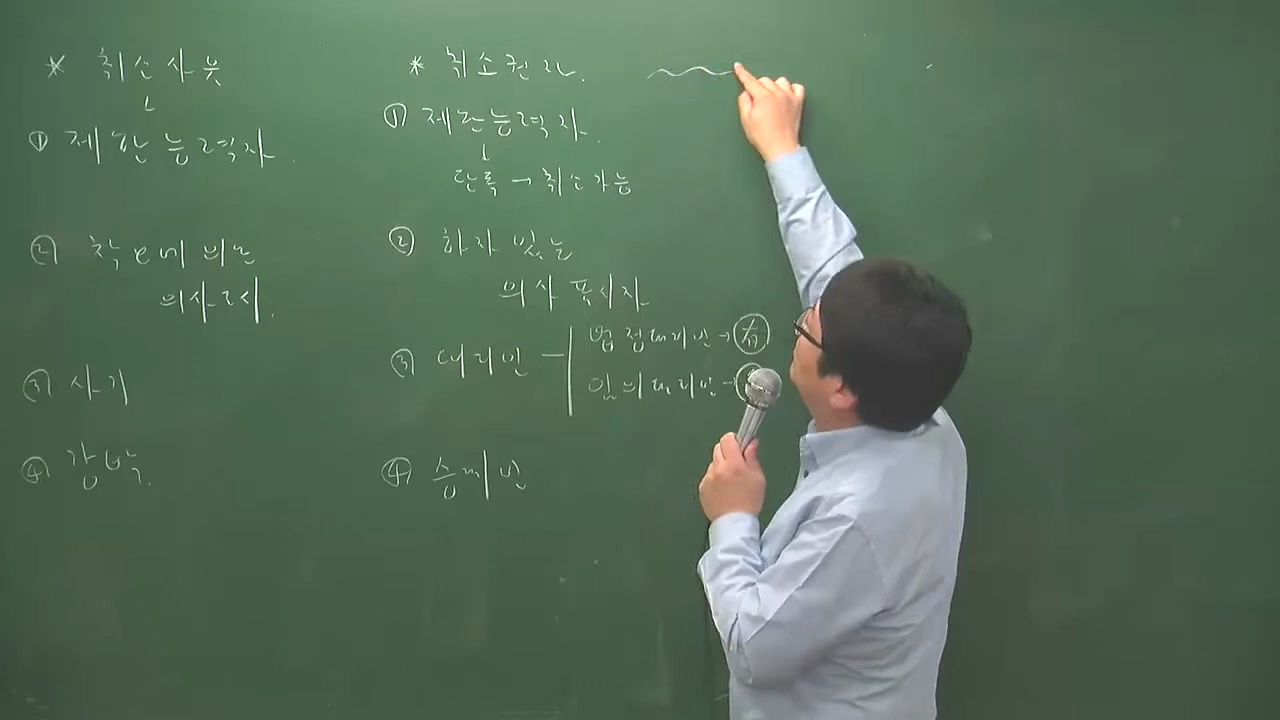 * 취소사유
① 제한능력자.
② 착오에 의한
의사표시.
③ 사기
④ 강박.
* 취소권자.
① 제한능력자.
↓
단독 → 취소가능
② 하자 있는
의사표시자
③ 대리인
법정대리인 → 有
임의대리인 →
④ 승계인